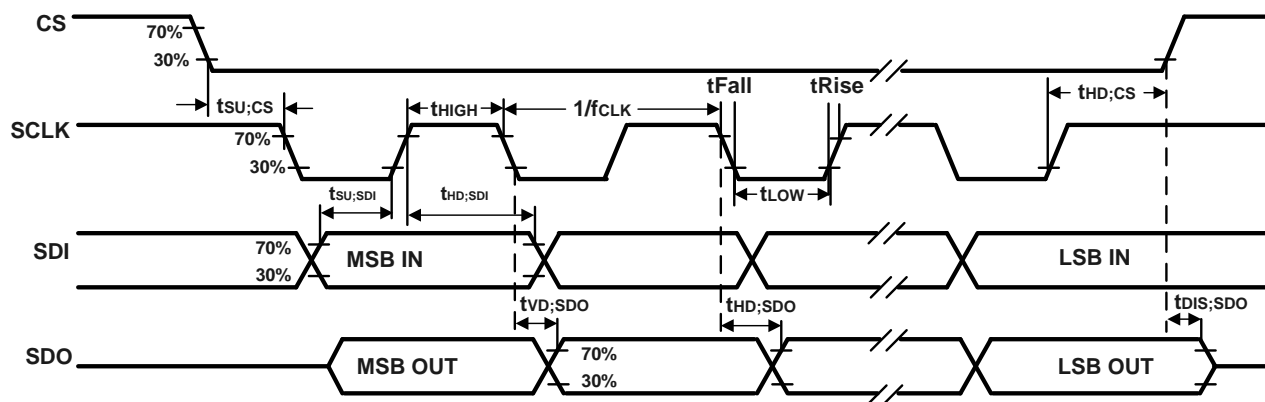 CS
70%
30%
tSU;CS
tHIGH
1/fCLK
tFall
tRise
tHD;CS
SCLK
70%
30%
tSU;SDI
tHD;SDI
tLOW
SDI
70%
30%
MSB IN
LSB IN
tVD;SDO
tHD;SDO
tDIS;SDO
SDO
MSB OUT
70%
30%
LSB OUT